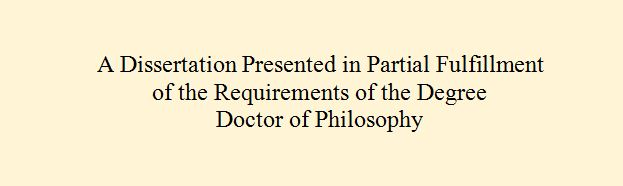 A Dissertation Presented in Partial Fulfillment
of the Requirements of the Degree
Doctor of Philosophy